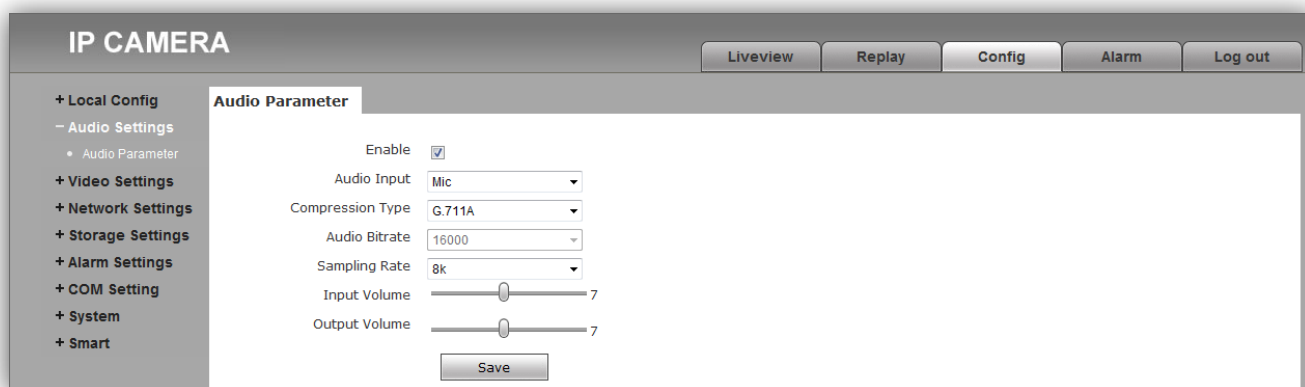 IP CAMERA
Liveview Replay Config Alarm Log out
+ Local Config
− Audio Settings
• Audio Parameter
+ Video Settings
+ Network Settings
+ Storage Settings
+ Alarm Settings
+ COM Setting
+ System
+ Smart
Audio Parameter
Enable
Audio Input Mic
Compression Type G.711A
Audio Bitrate 16000
Sampling Rate 8k
Input Volume 7
Output Volume 7
Save